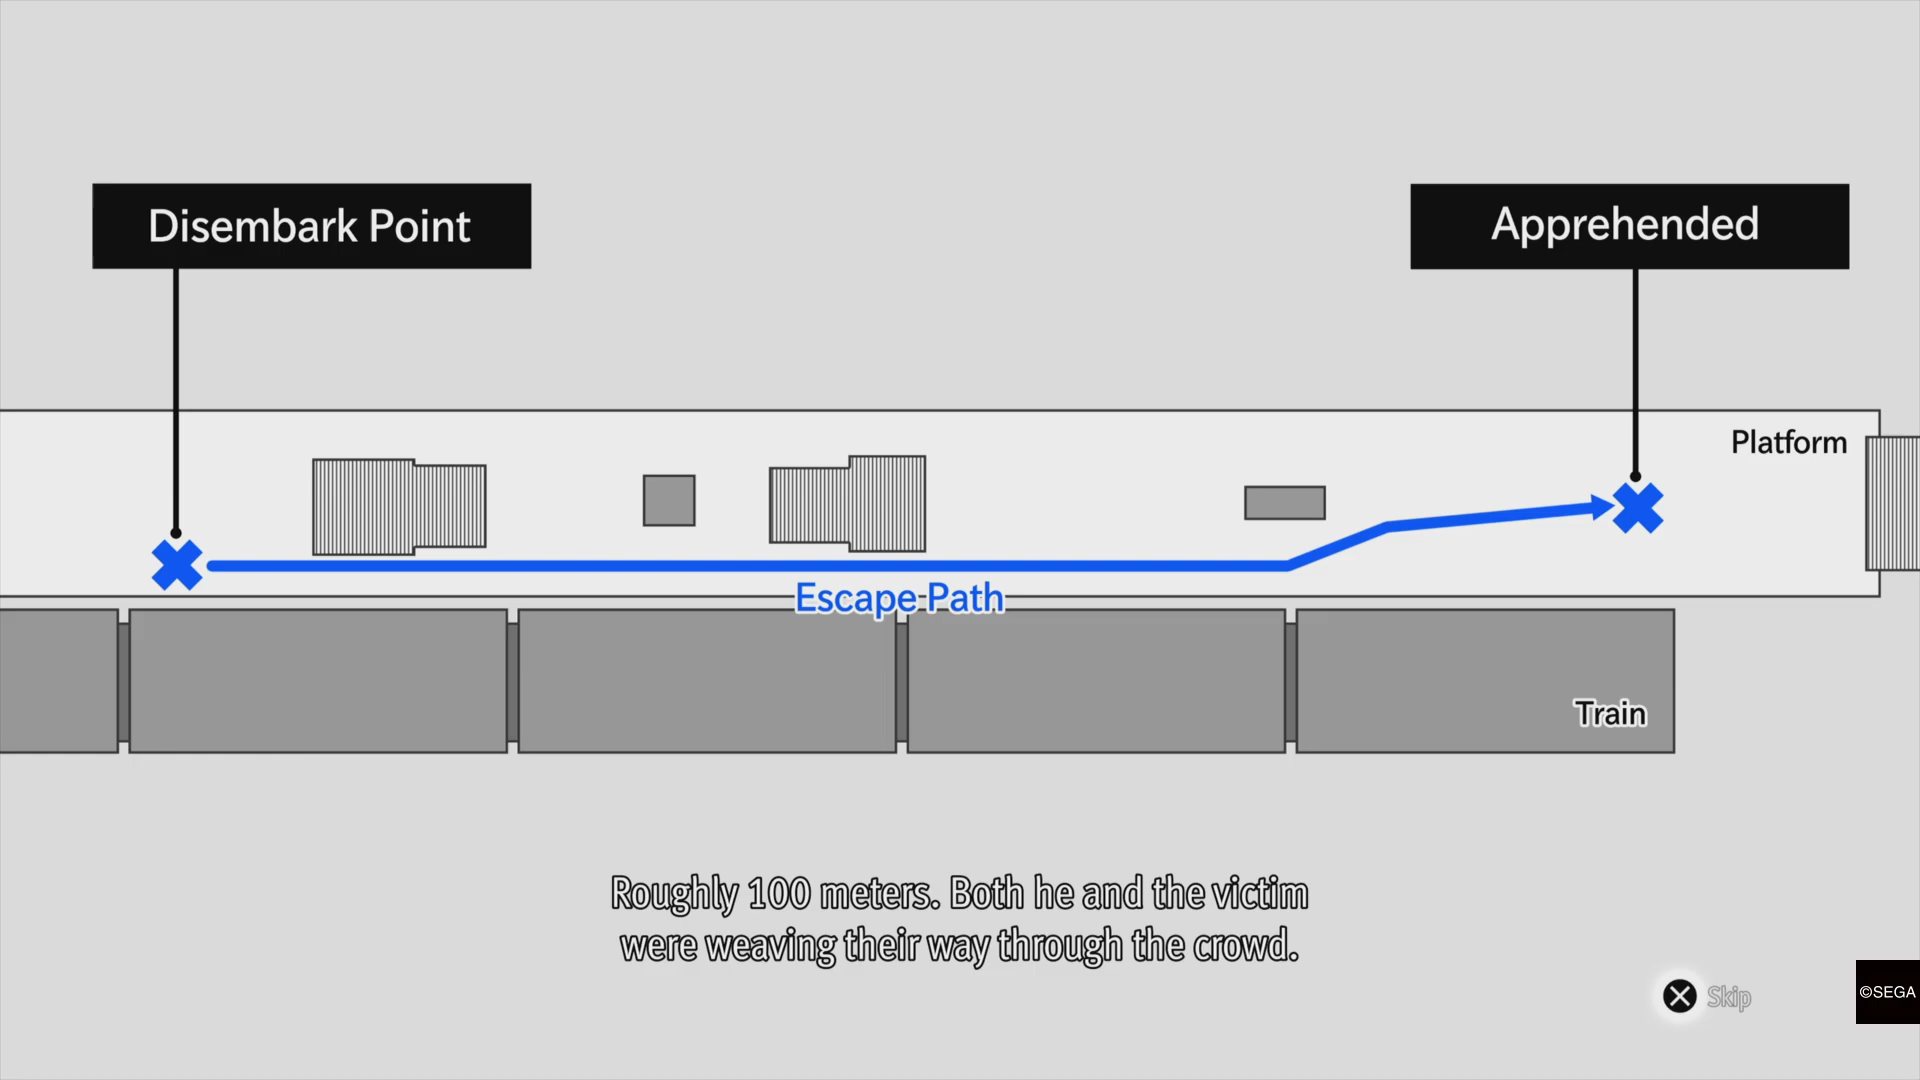 Disembark Point
Apprehended
Platform
Escape Path
Train
Roughly 100 meters. Both he and the victim
were weaving their way through the crowd.
Skip
©SEGA